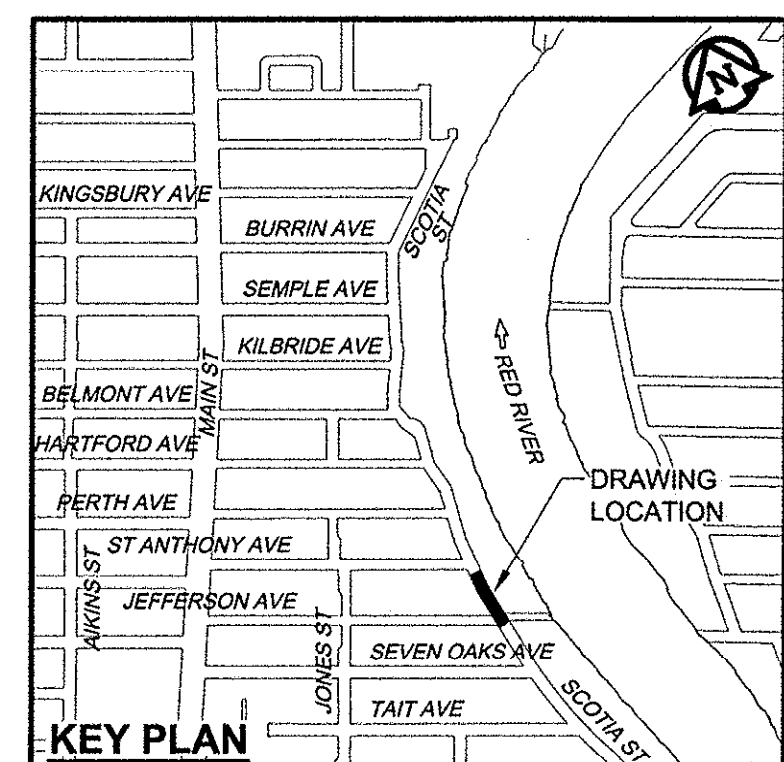 N
KINGSBURY AVE
BURRIN AVE
SCOTIA
ST
SEMPLE AVE
KILBRIDE AVE
MAIN ST
RED RIVER
BELMONT AVE
HARTFORD AVE
DRAWING
LOCATION
PERTH AVE
ST ANTHONY AVE
AIKINS ST
JEFFERSON AVE
JONES ST
SEVEN OAKS AVE
SCOTIA ST
TAIT AVE
KEY PLAN